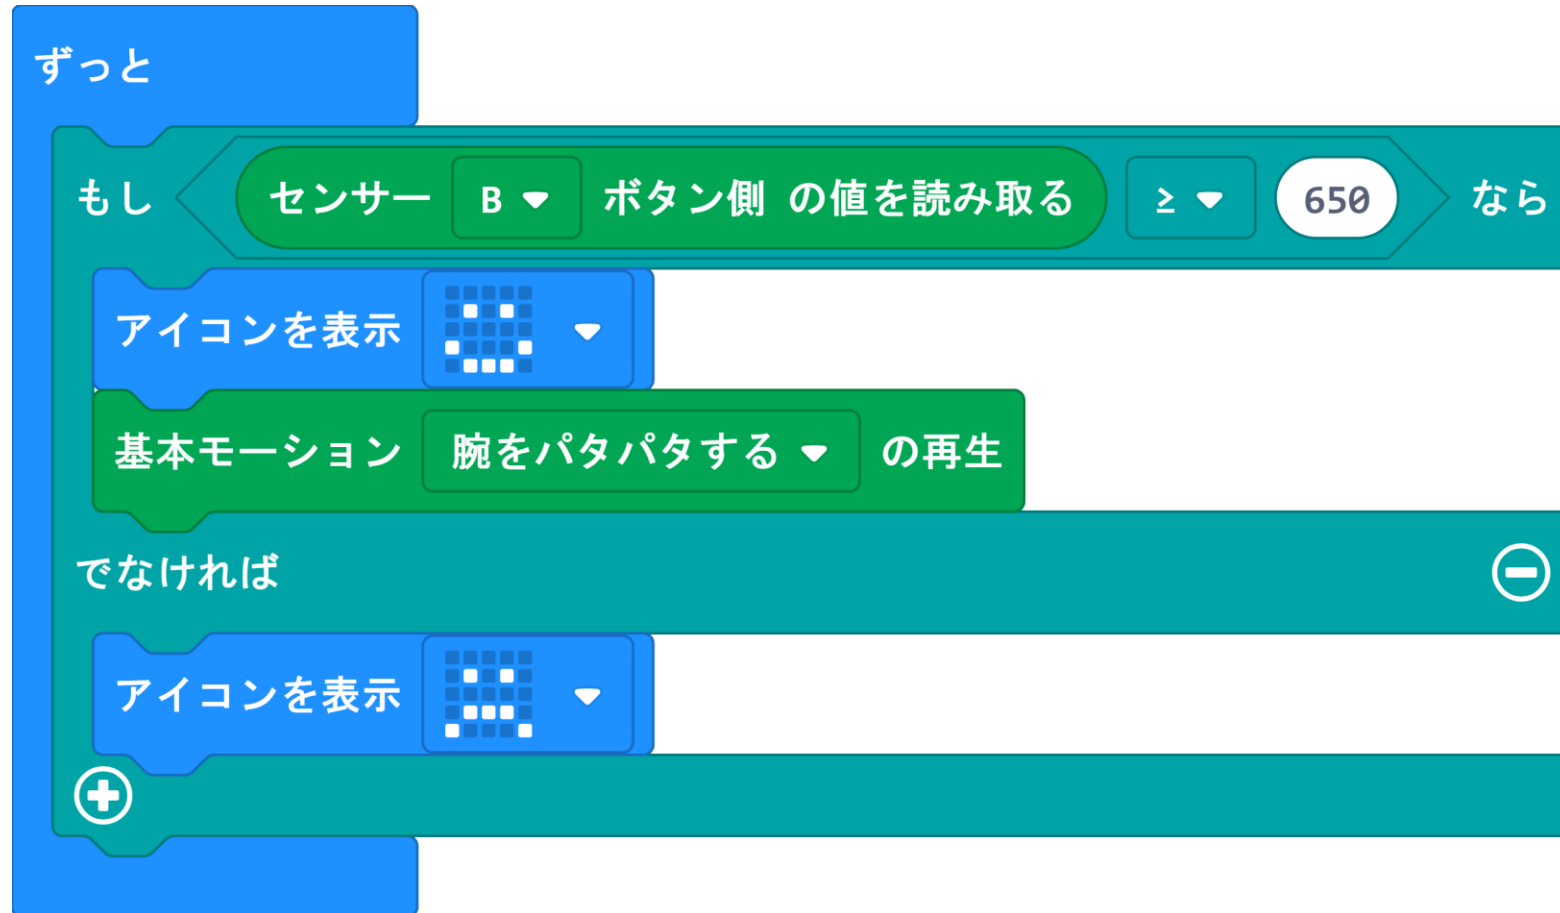 ずっと
もし センサー B ボタン側 の値を読み取る ≥ 650 なら
アイコンを表示
基本モーション 腕をパタパタする の再生
でなければ
アイコンを表示